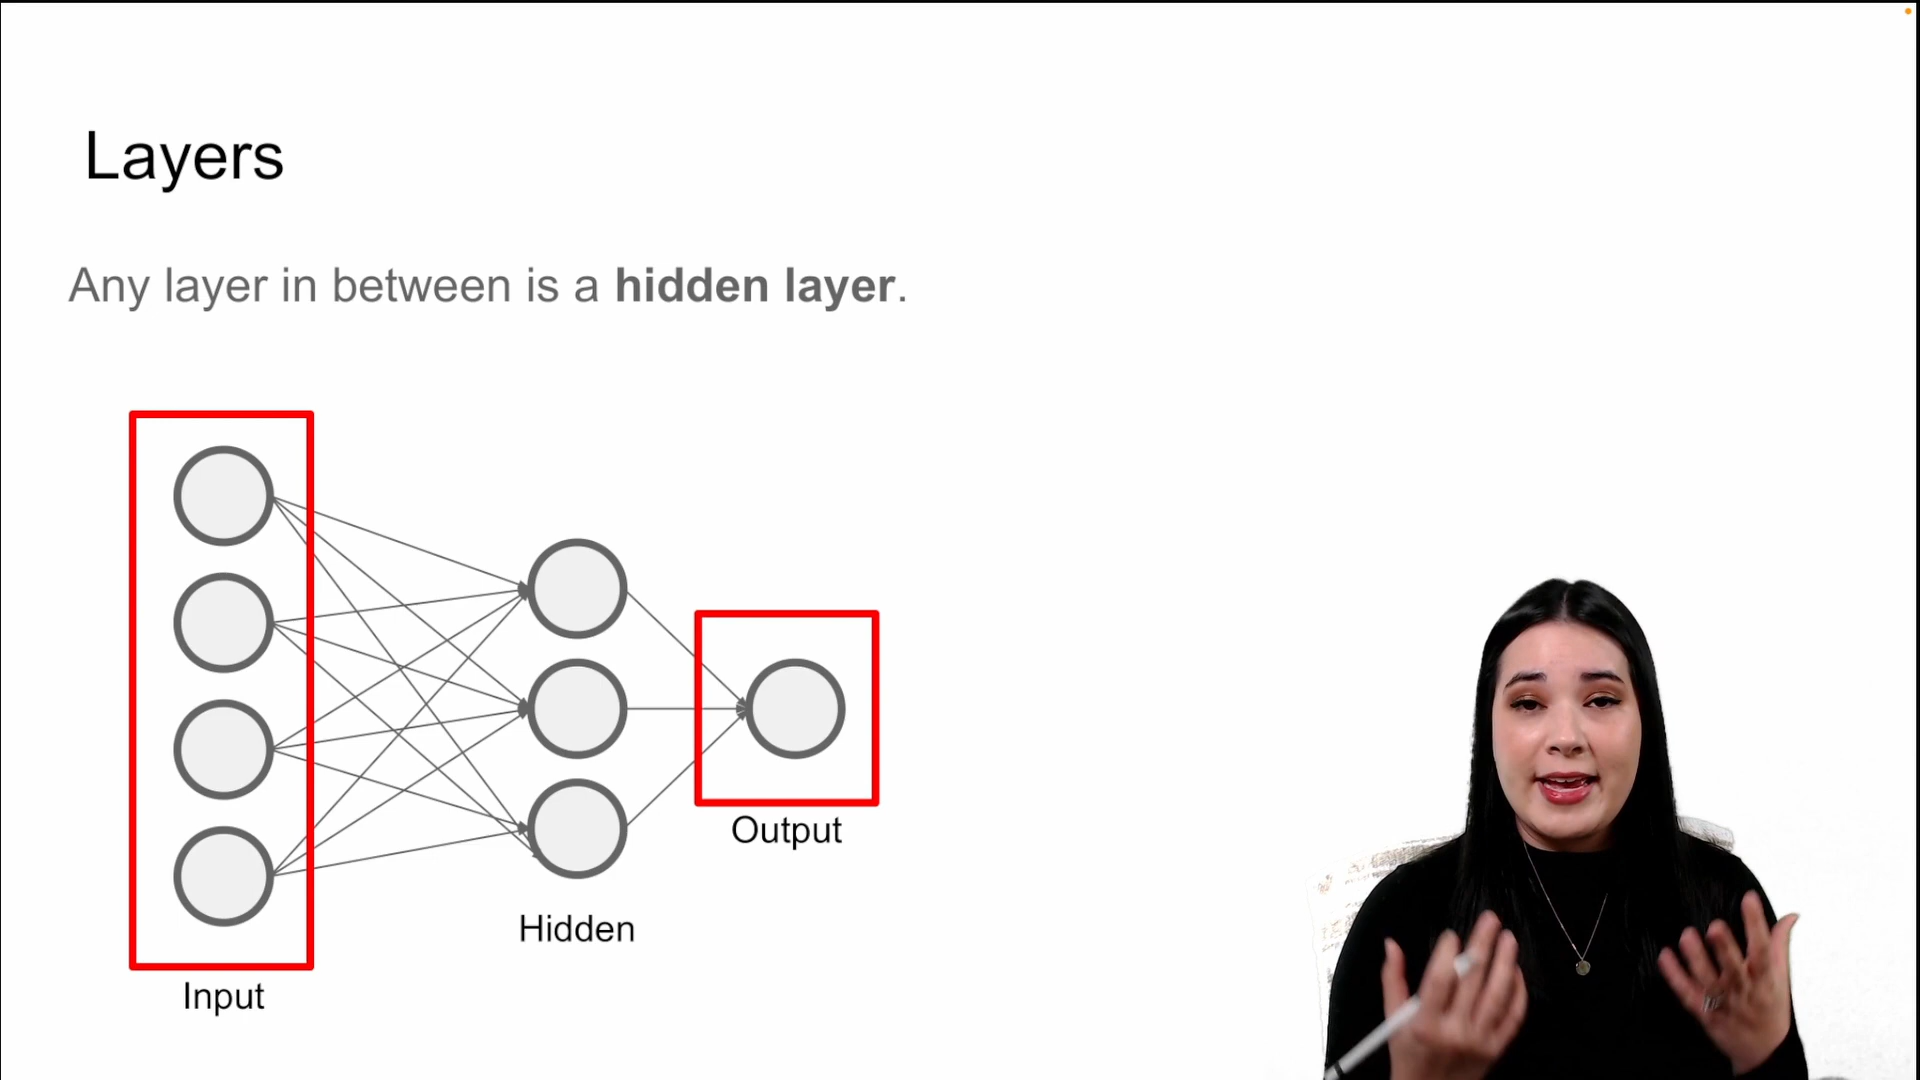 Layers
Any layer in between is a hidden layer.
Output
Hidden
Input